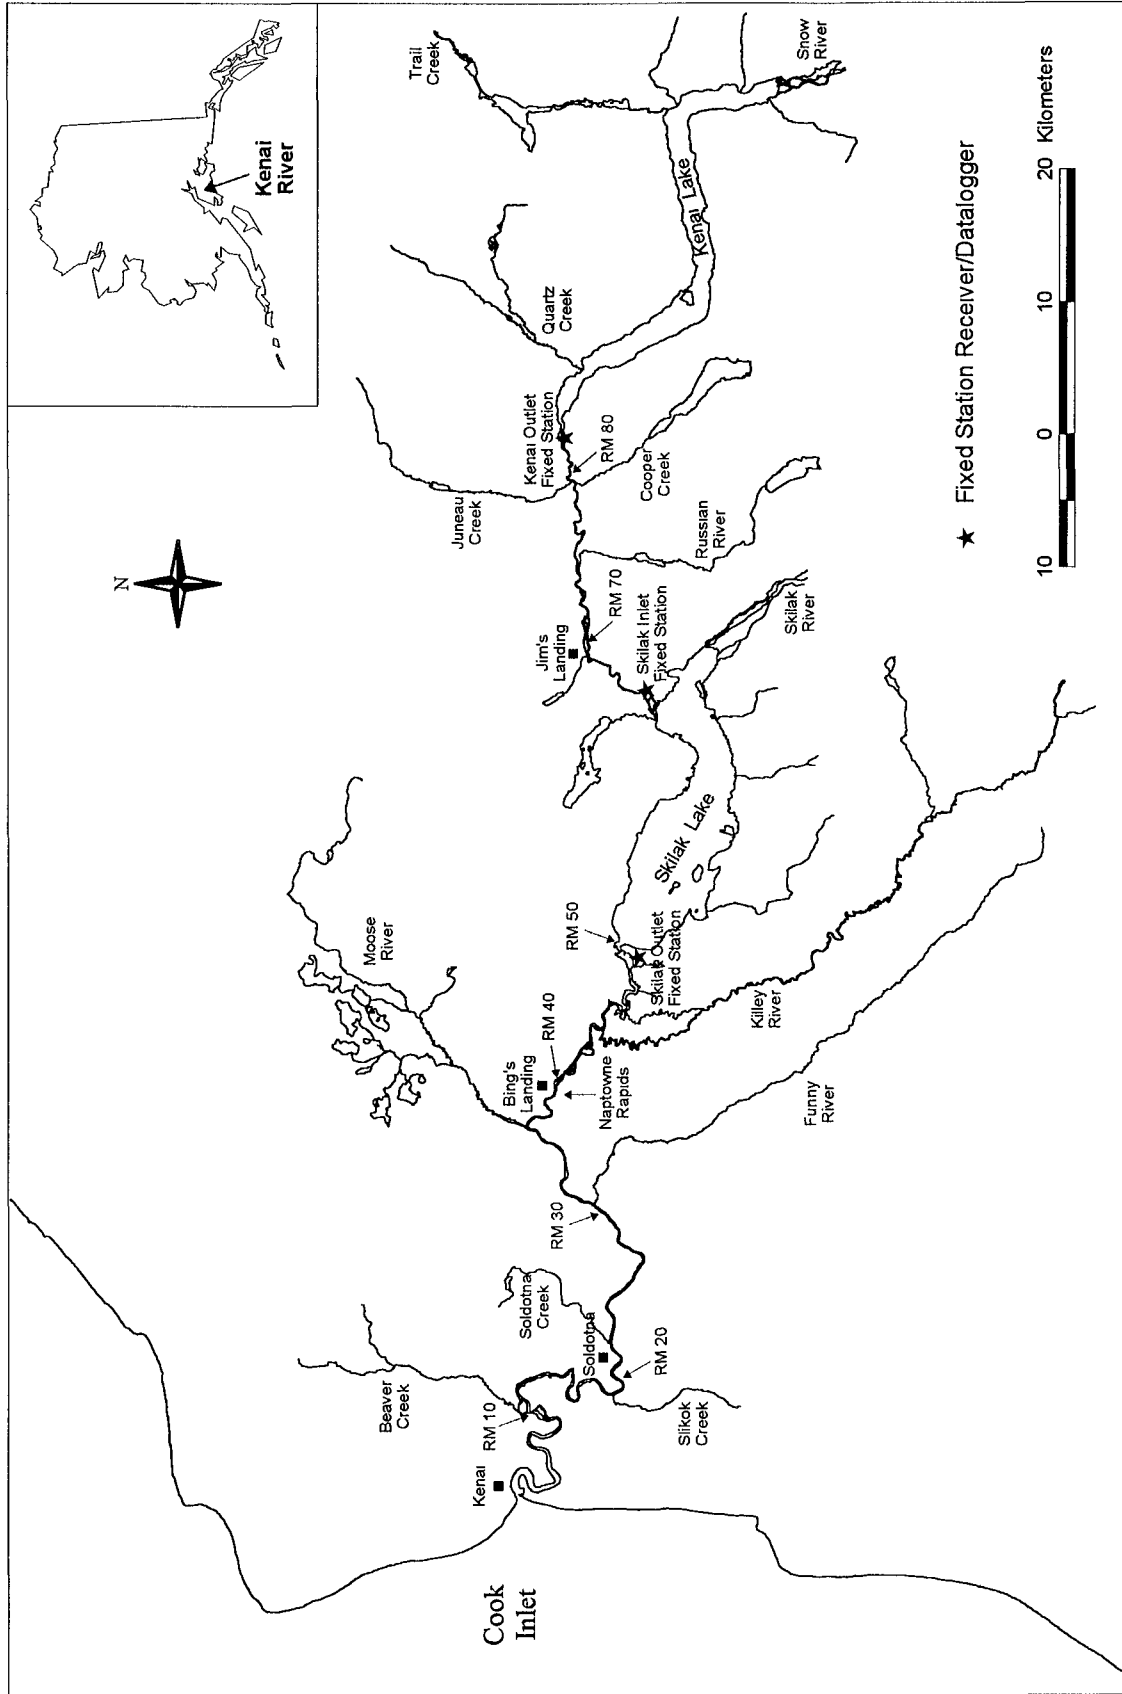 Kenai
River
N
Trail
Creek
Snow
River
Quartz
Creek
Kenai Lake
Juneau
Creek
Kenai Outlet
Fixed Station
RM 80
Cooper
Creek
Russian
River
Jim's
Landing
RM 70
Skilak Inlet
Fixed Station
Skilak
River
Moose
River
Skilak Lake
RM 50
Skilak Outlet
Fixed Station
Killey
River
Bing's
Landing
RM 40
Naptowne
Rapids
Funny
River
RM 30
Soldotna
Creek
Soldotna
RM 20
Slikok
Creek
Beaver
Creek
RM 10
Kenai
Cook
Inlet
Fixed Station Receiver/Datalogger
10 0 10 20 Kilometers